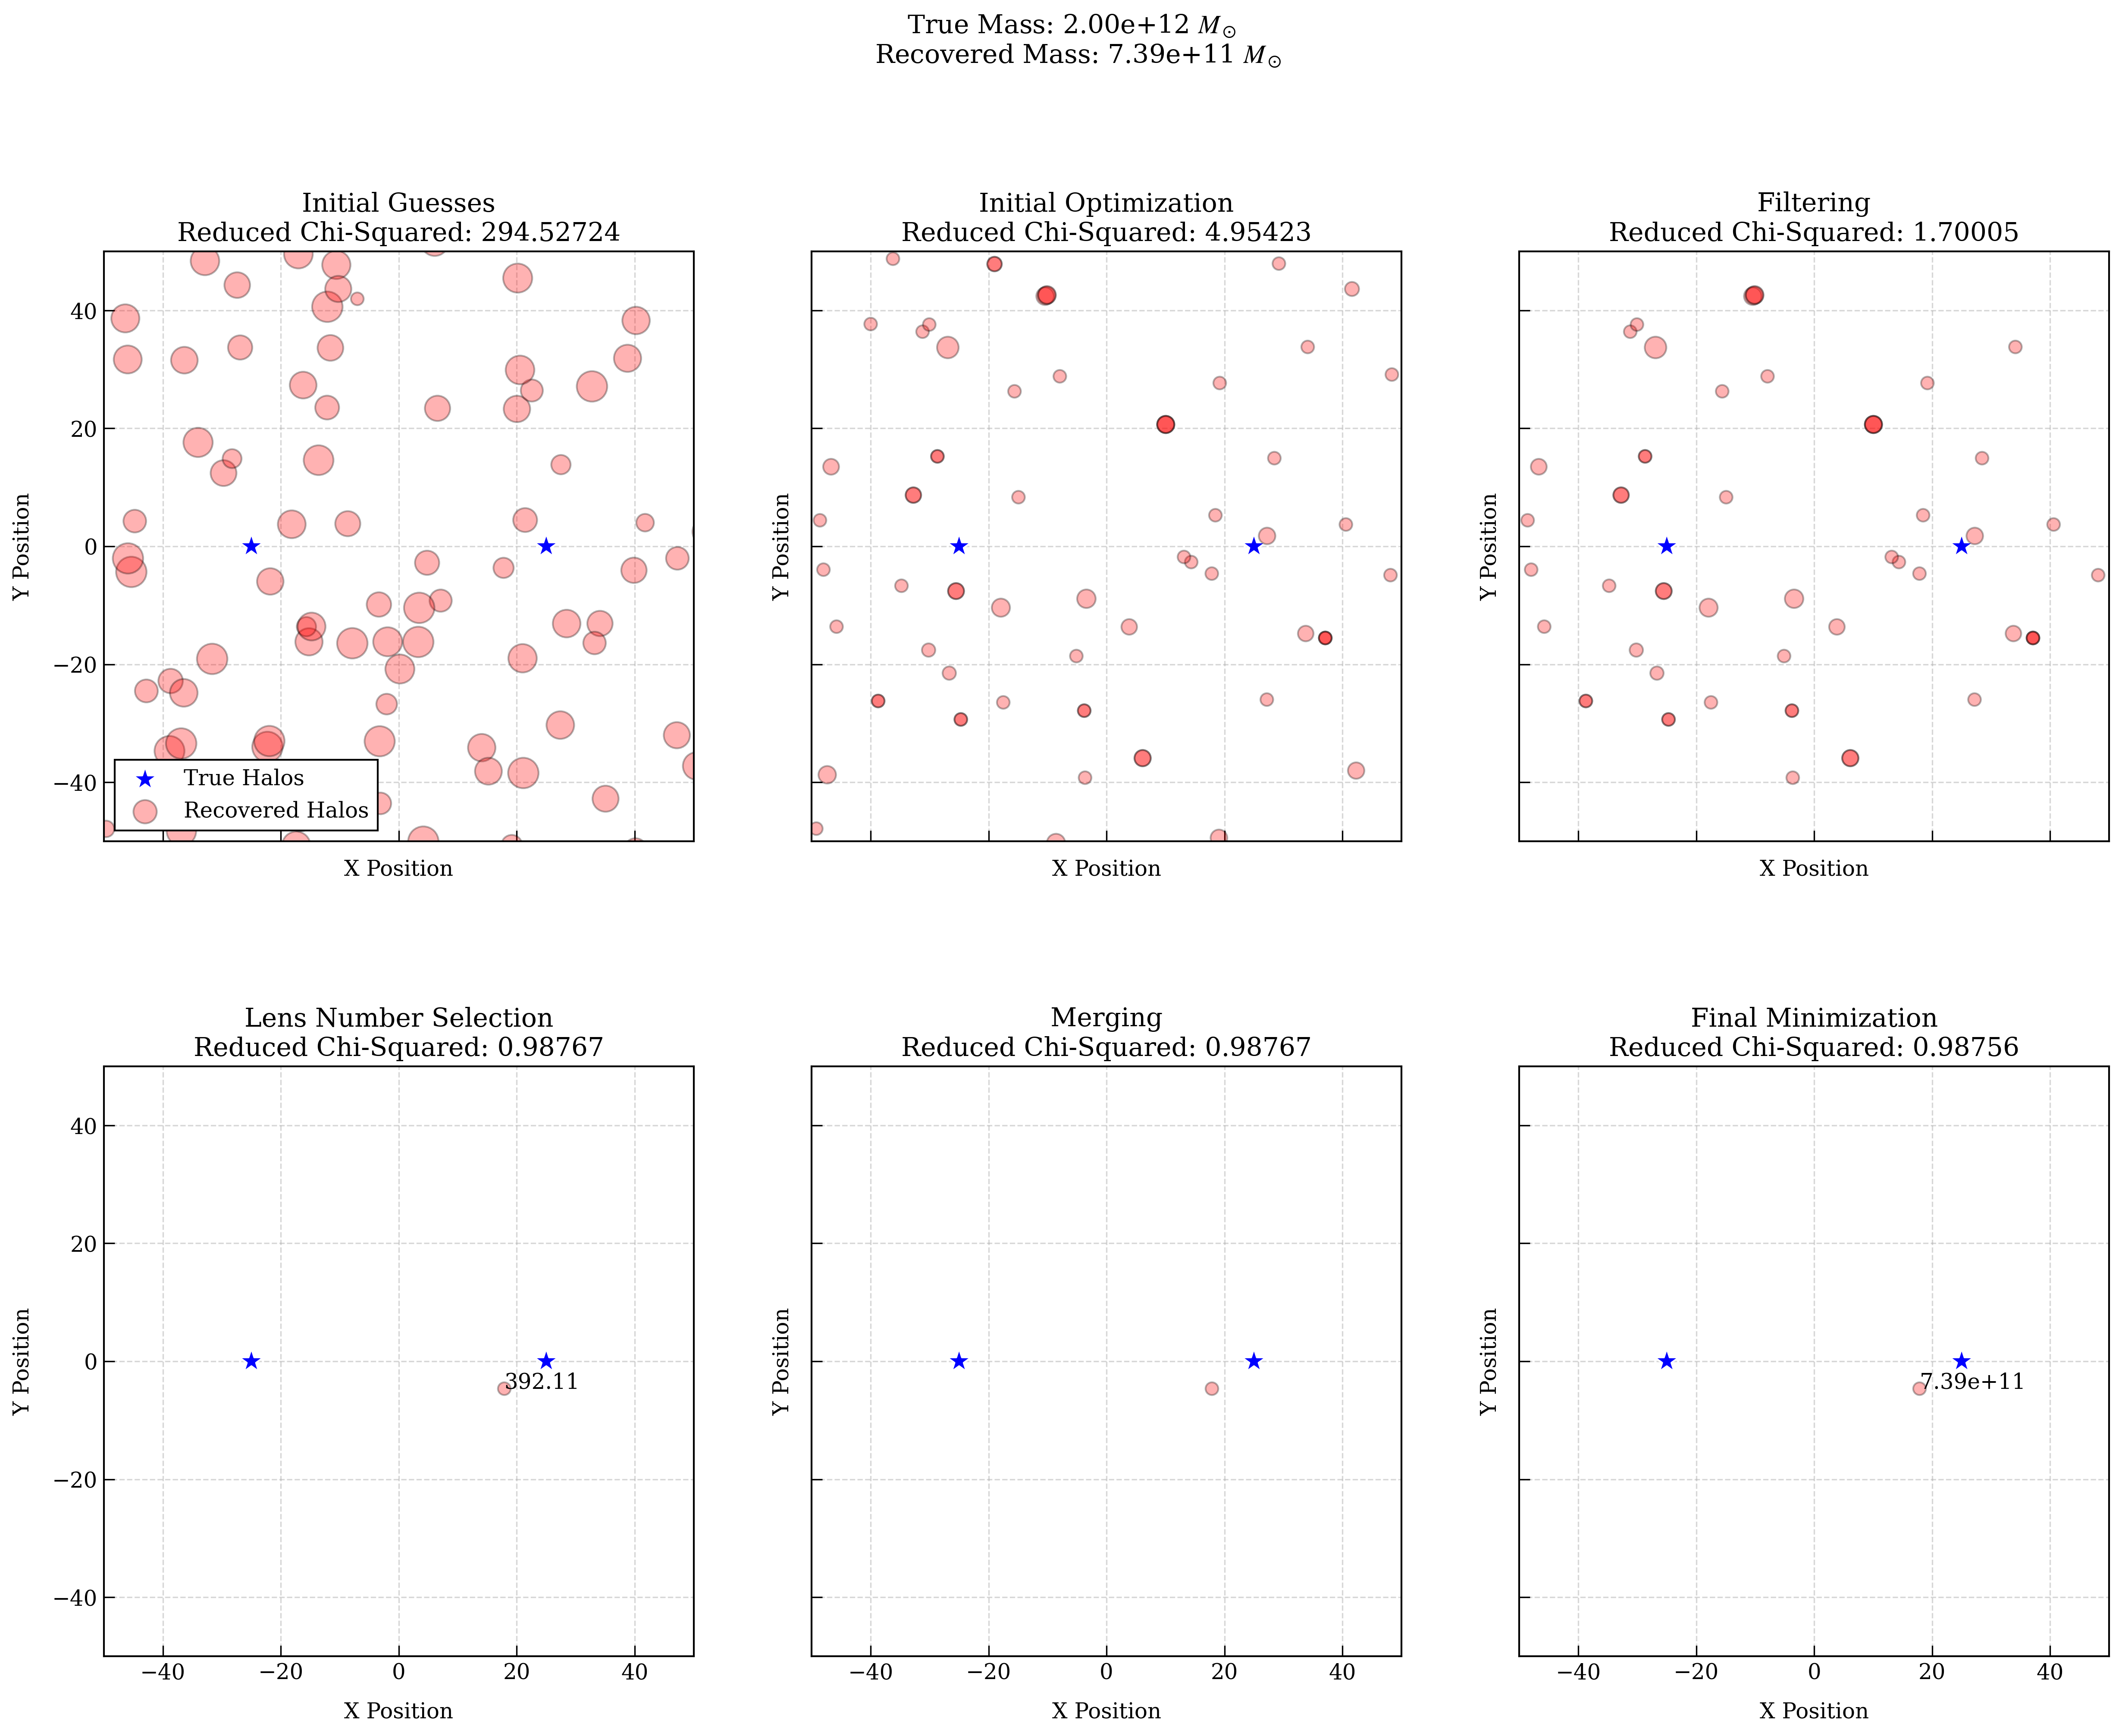 True Mass: 2.00e+12 M⊙
Recovered Mass: 7.39e+11 M⊙
Initial Guesses
Reduced Chi-Squared: 294.52724
Initial Optimization
Reduced Chi-Squared: 4.95423
Filtering
Reduced Chi-Squared: 1.70005
Y Position
40
20
0
−20
−40
True Halos
Recovered Halos
X Position
Y Position
X Position
Y Position
X Position
Lens Number Selection
Reduced Chi-Squared: 0.98767
Merging
Reduced Chi-Squared: 0.98767
Final Minimization
Reduced Chi-Squared: 0.98756
Y Position
40
20
0
−20
−40
392.11
−40 −20 0 20 40
X Position
Y Position
−40 −20 0 20 40
X Position
Y Position
7.39e+11
−40 −20 0 20 40
X Position